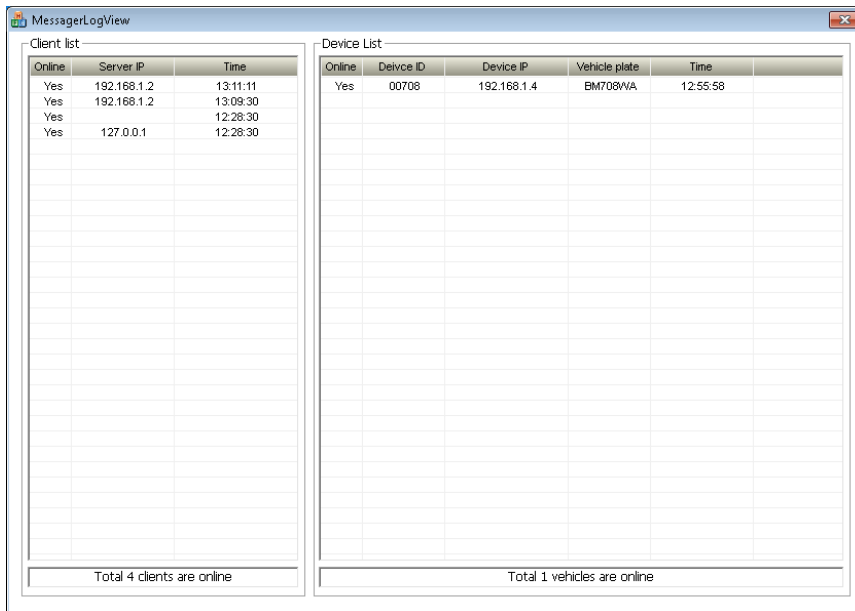 MessagerLogView
Client list
Online Server IP Time
Yes 192.168.1.2 13:11:11
Yes 192.168.1.2 13:09:30
Yes 12:28:30
Yes 127.0.0.1 12:28:30
Total 4 clients are online
Device List
Online Deivce ID Device IP Vehicle plate Time
Yes 00708 192.168.1.4 BM708WA 12:55:58
Total 1 vehicles are online